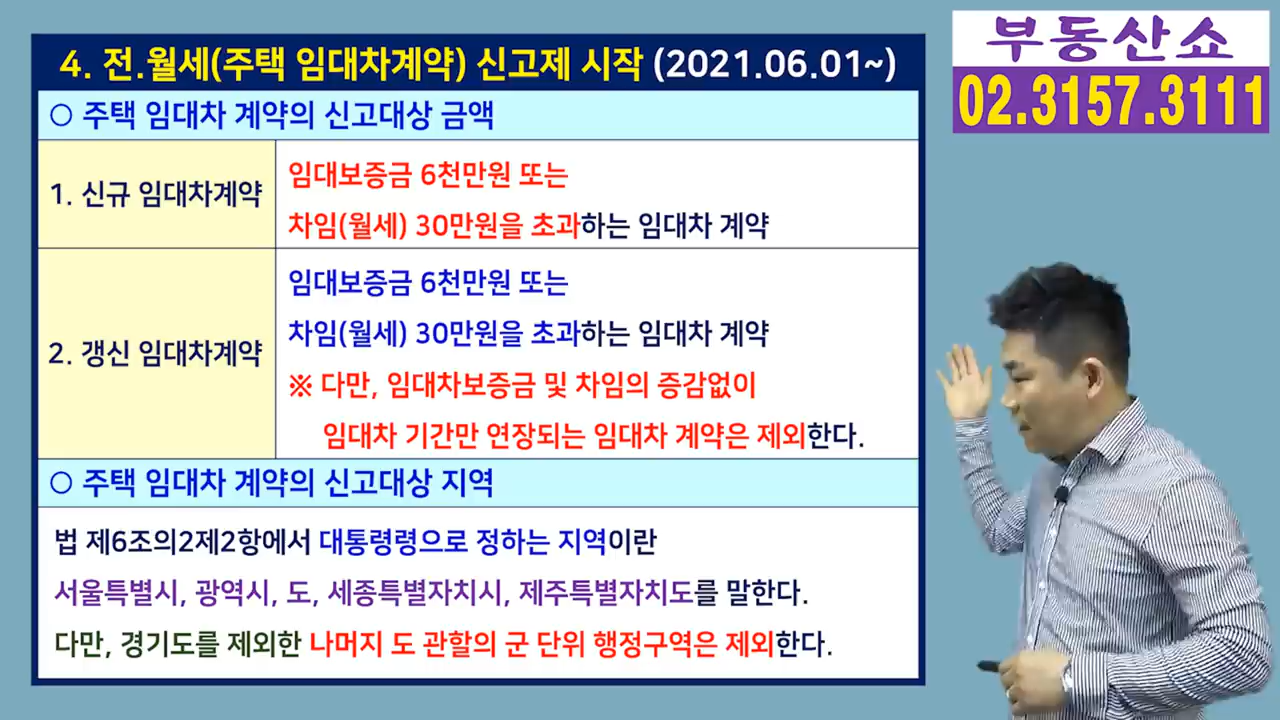 4. 전.월세(주택 임대차계약) 신고제 시작 (2021.06.01~)
부동산쇼
02.3157.3111
○ 주택 임대차 계약의 신고대상 금액
1. 신규 임대차계약
임대보증금 6천만원 또는
차임(월세) 30만원을 초과하는 임대차 계약
2. 갱신 임대차계약
임대보증금 6천만원 또는
차임(월세) 30만원을 초과하는 임대차 계약
※ 다만, 임대차보증금 및 차임의 증감없이
임대차 기간만 연장되는 임대차 계약은 제외한다.
○ 주택 임대차 계약의 신고대상 지역
법 제6조의2제2항에서 대통령령으로 정하는 지역이란
서울특별시, 광역시, 도, 세종특별자치시, 제주특별자치도를 말한다.
다만, 경기도를 제외한 나머지 도 관할의 군 단위 행정구역은 제외한다.